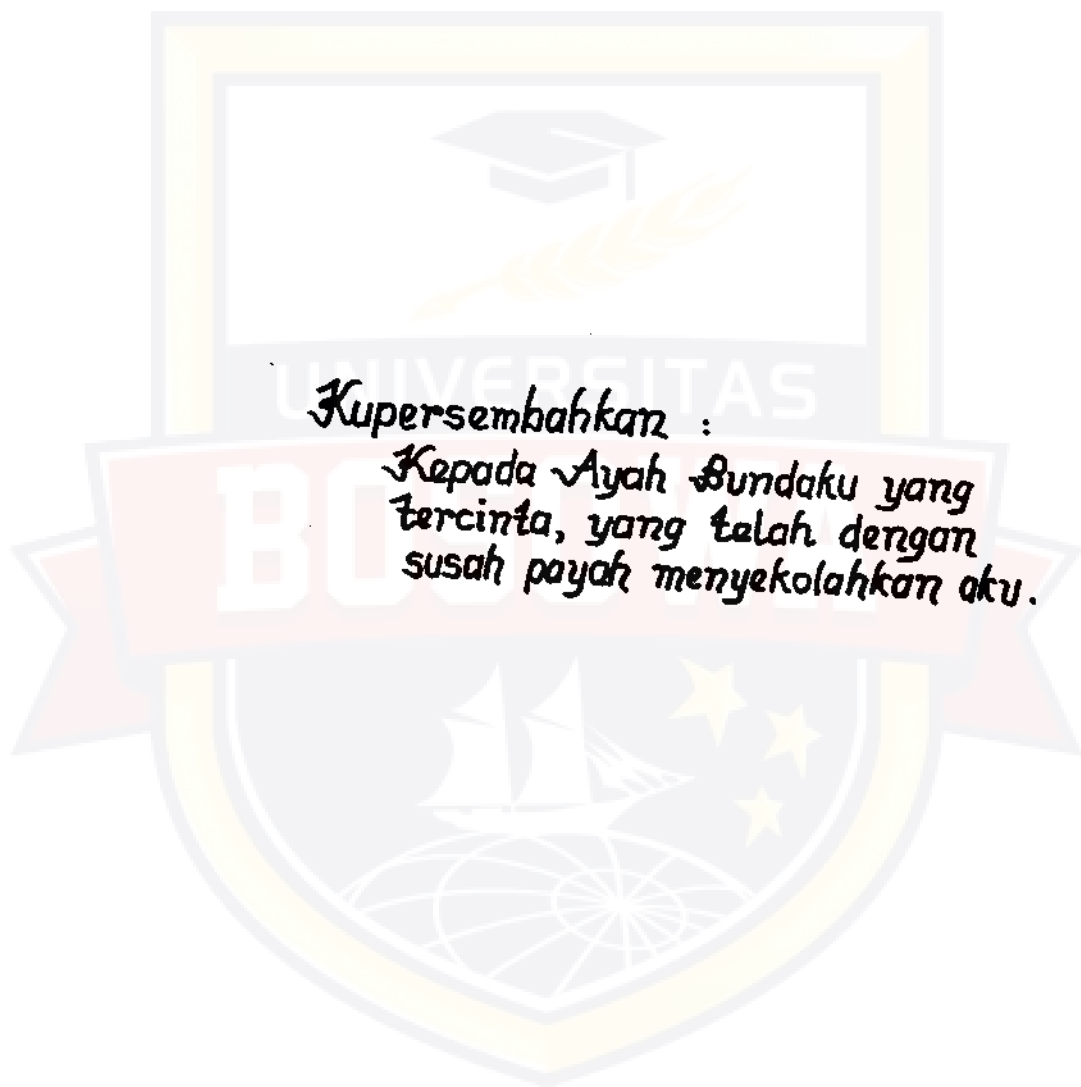 UNIVERSITAS
BOSOWA
Kupersembahkan :
Kepada Ayah Bundaku yang
tercinta, yang telah dengan
susah payah menyekolahkan aku.